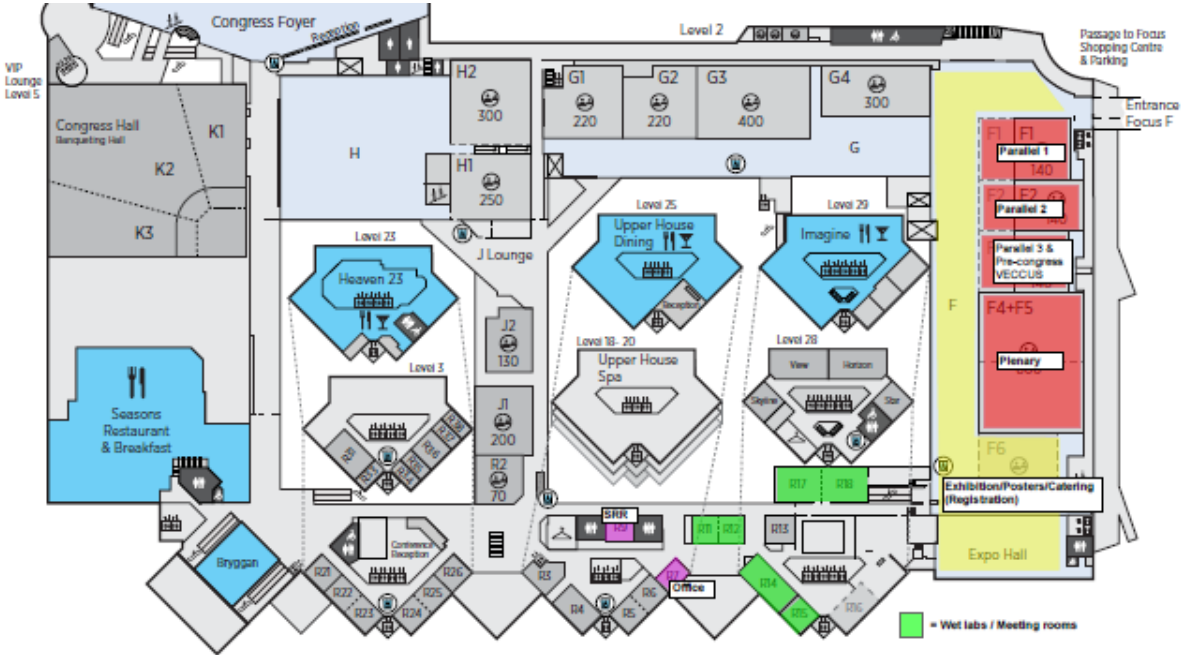 Congress Foyer
Reception
Level 2
Passage to Focus
Shopping Centre
& Parking
VIP
Lounge
Level 5
Entrance
Focus F
Congress Hall
Banqueting Hall
K1
K2
K3
H
H2
300
H1
250
G1
220
G2
220
G3
400
G4
300
G
F1
F1
Parallel 1
140
F2
F2
Parallel 2
140
Parallel 3 &
Pre-congress
VECCUS
F
F4+F5
Plenary
F6
Exhibition/Posters/Catering
(Registration)
Expo Hall
Level 23
Heaven 23
J Lounge
Level 25
Upper House
Dining
Reception
Level 29
Imagine
J2
130
J1
200
R2
70
Level 3
R31
R33
R36
Level 18- 20
Upper House
Spa
Level 28
View
Horizon
Skyline
Star
Seasons
Restaurant
& Breakfast
Bryggan
Conference
Reception
R21
R22
R23
R24
R25
R26
SRR
R9
R11
R12
R13
R17
R18
R3
R4
R5
R6
R7
Office
R14
R15
R16
= Wet labs / Meeting rooms